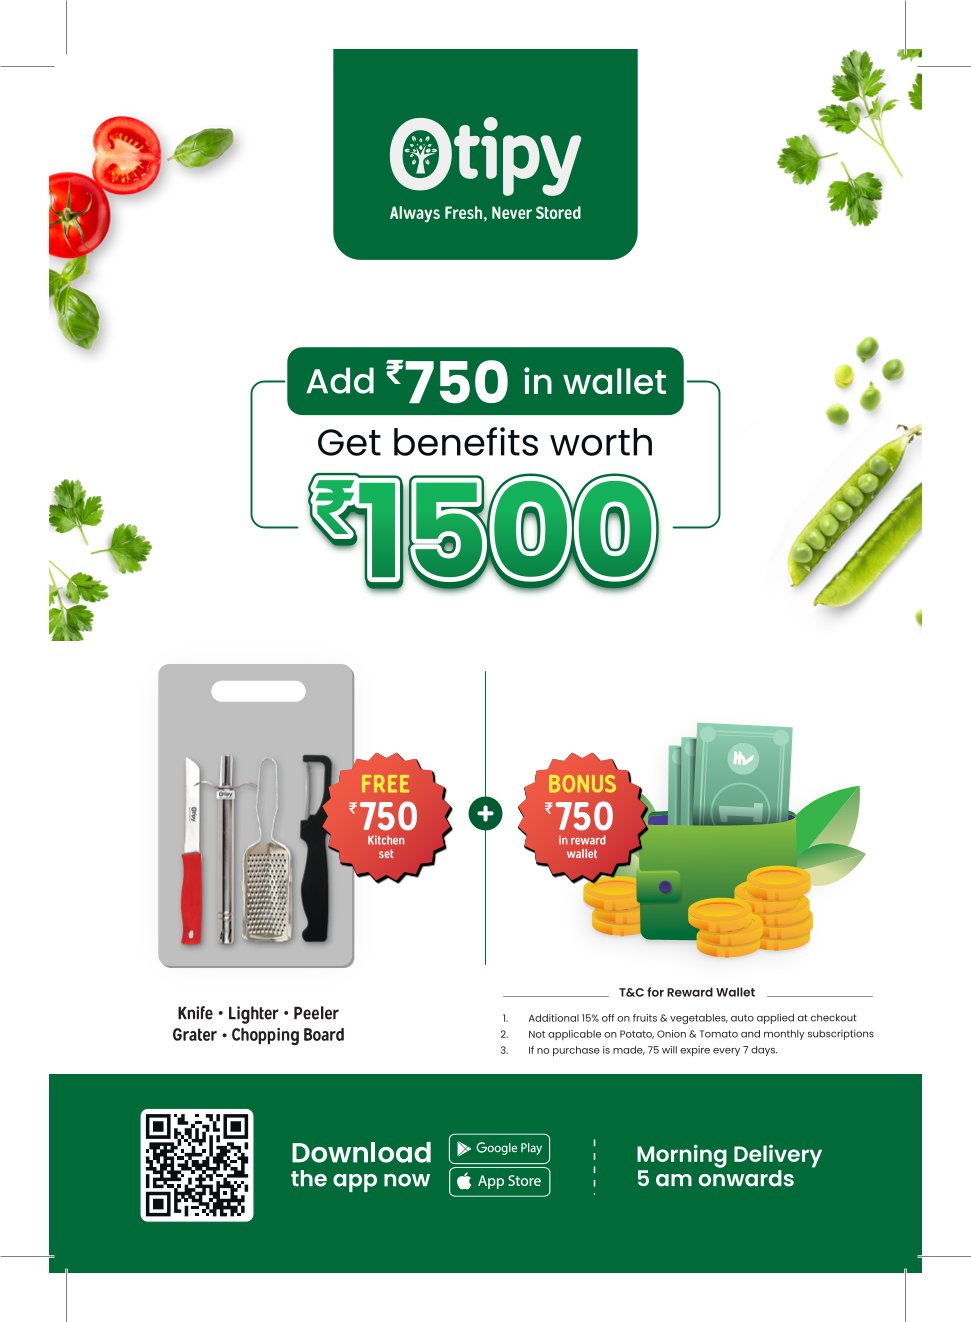 Otipy
Always Fresh, Never Stored
Add ₹750 in wallet
Get benefits worth
₹1500
Otipy
Otipy
FREE
₹750
Kitchen
set
+
BONUS
₹750
in reward
wallet
1
Knife • Lighter • Peeler
Grater • Chopping Board
T&C for Reward Wallet
1. Additional 15% off on fruits & vegetables, auto applied at checkout
2. Not applicable on Potato, Onion & Tomato and monthly subscriptions
3. If no purchase is made, 75 will expire every 7 days.
Download
the app now
Google Play
App Store
Morning Delivery
5 am onwards